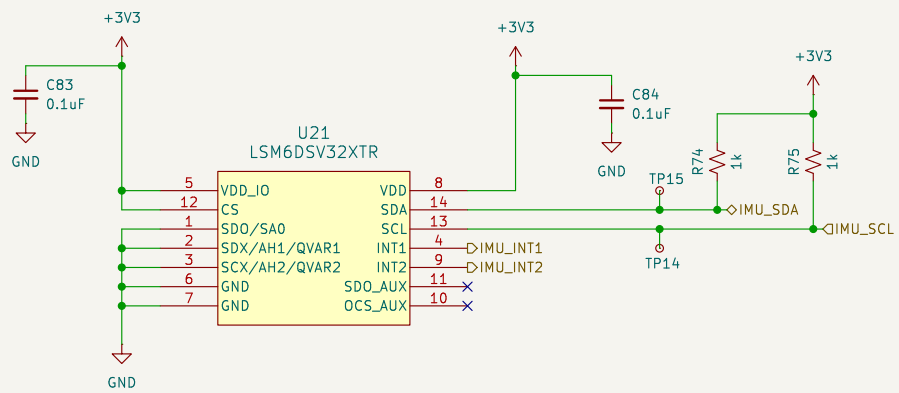 +3V3
C83
0.1uF
GND
+3V3
C84
0.1uF
GND
+3V3
R74
1k
R75
1k
U21
LSM6DSV32XTR
5 VDD_IO
12 CS
1 SDO/SA0
2 SDX/AH1/QVAR1
3 SCX/AH2/QVAR2
6 GND
7 GND
VDD 8
SDA 14
SCL 13
INT1 4 IMU_INT1
INT2 9 IMU_INT2
SDO_AUX 11
OCS_AUX 10
TP15
IMU_SDA
IMU_SCL
TP14
GND